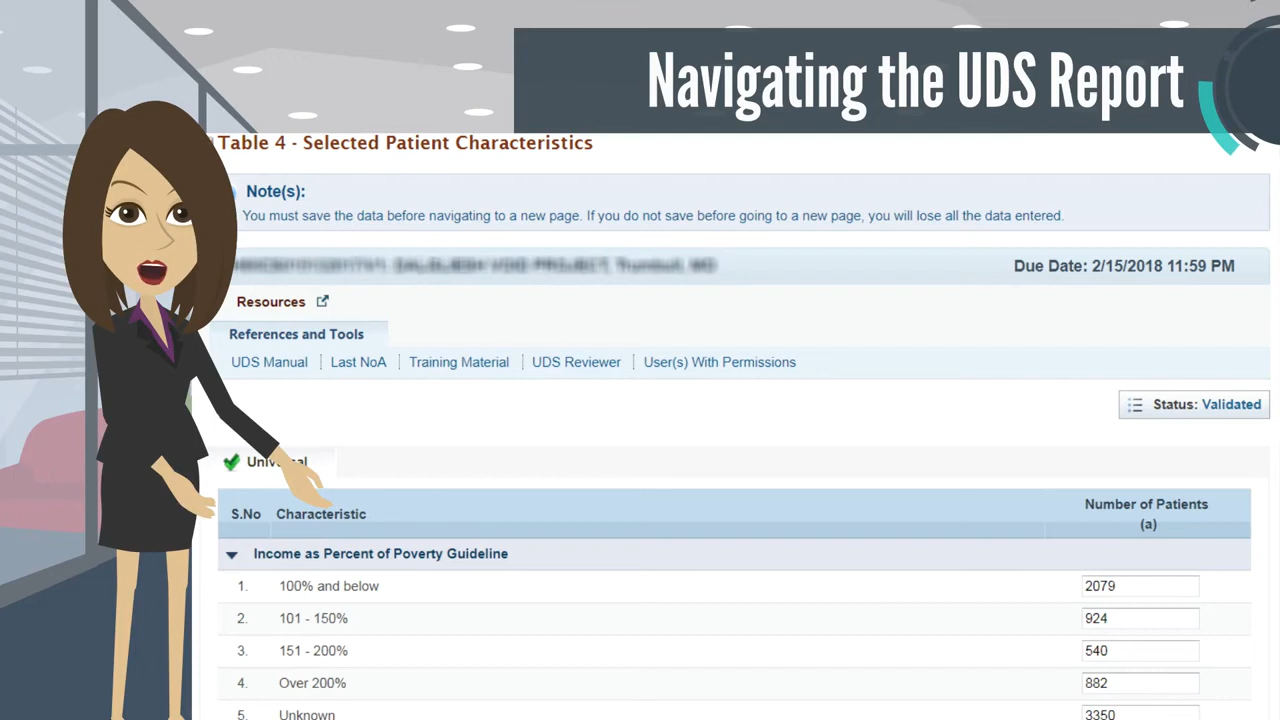 Navigating the UDS Report
Table 4 - Selected Patient Characteristics
Note(s):
You must save the data before navigating to a new page. If you do not save before going to a new page, you will lose all the data entered.
Due Date: 2/15/2018 11:59 PM
Resources
References and Tools
UDS Manual Last NoA Training Material UDS Reviewer User(s) With Permissions
Status: Validated
Universal
S.No Characteristic Number of Patients (a)
Income as Percent of Poverty Guideline
1. 100% and below 2079
2. 101 - 150% 924
3. 151 - 200% 540
4. Over 200% 882
5. Unknown 3350